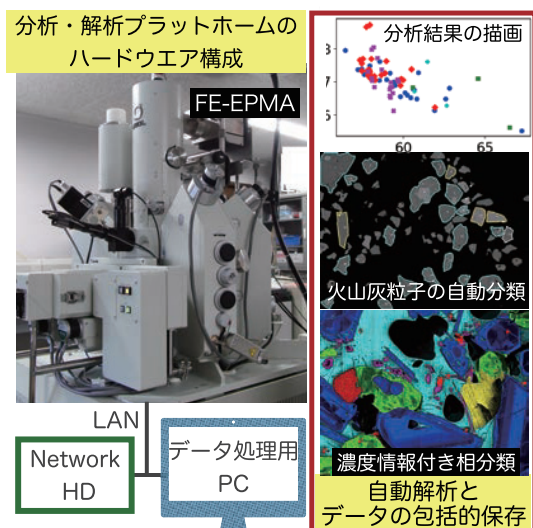 分析・解析プラットホームの
ハードウエア構成
FE-EPMA
LAN
Network
HD
データ処理用
PC
分析結果の描画
8
7
5
60
65
火山灰粒子の自動分類
濃度情報付き相分類
自動解析と
データの包括的保存